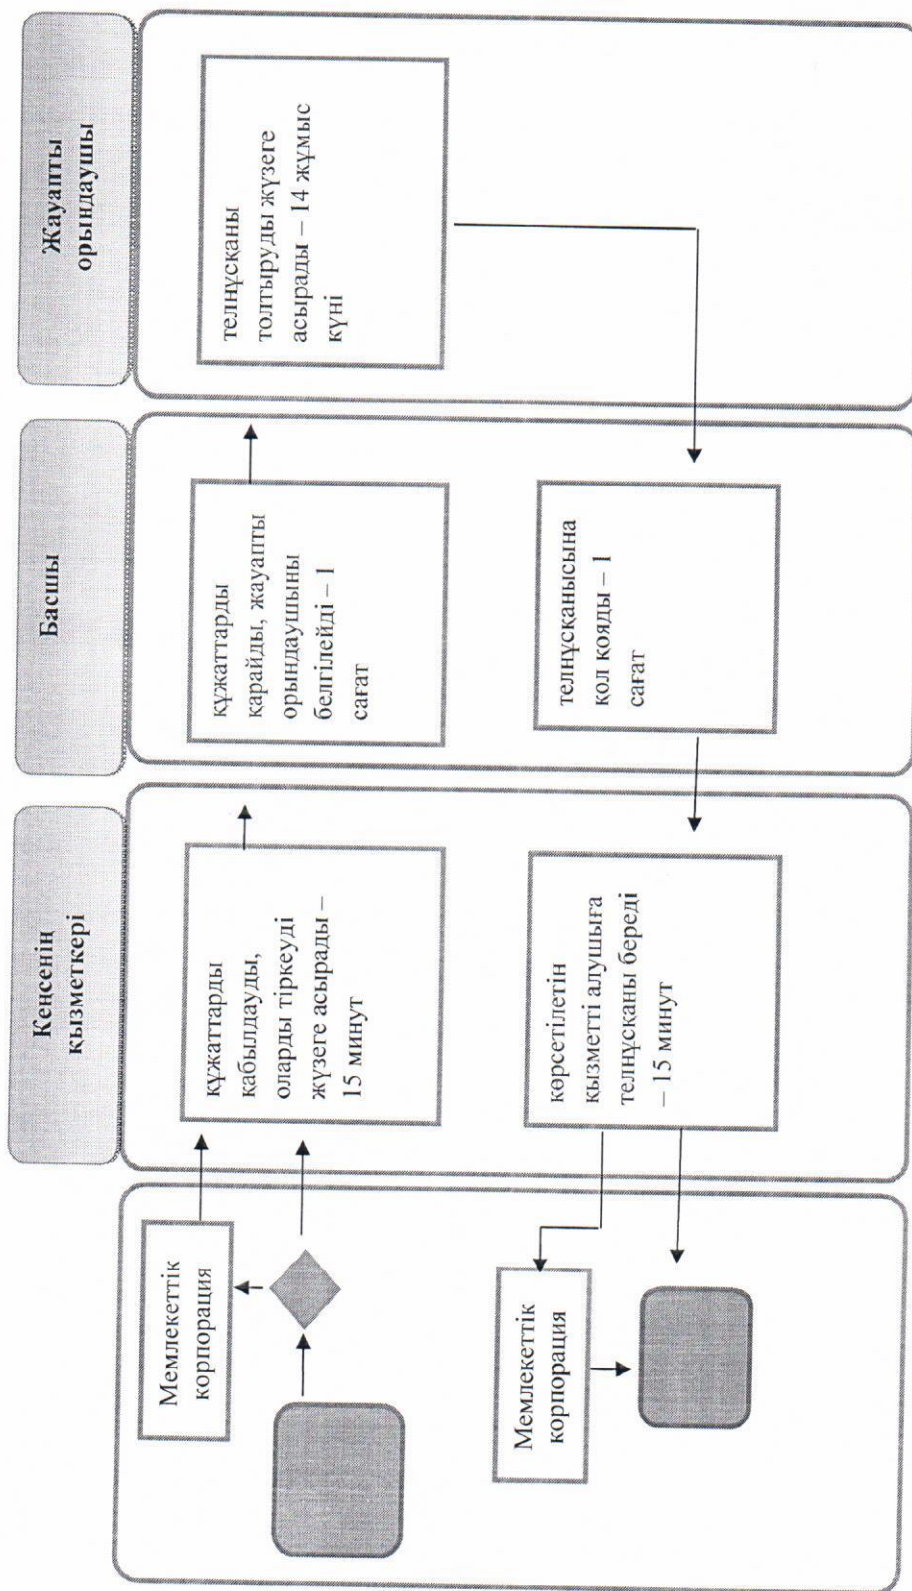 Кеңсенің
қызметкері
Басшы
Жауапты
орындаушы
Мемлекеттік
корпорация
құжаттарды
қабылдауды,
оларды тіркеуді
жүзеге асырады –
15 минут
құжаттарды
қарайды, жауапты
орындаушыны
белгілейді – 1
сағат
телнұсқаны
толтыруды жүзеге
асырады – 14 жұмыс
күні
Мемлекеттік
корпорация
көрсетілетін
қызметті алушыға
телнұсқаны береді
– 15 минут
телнұсқанысына
қол қояды – 1
сағат